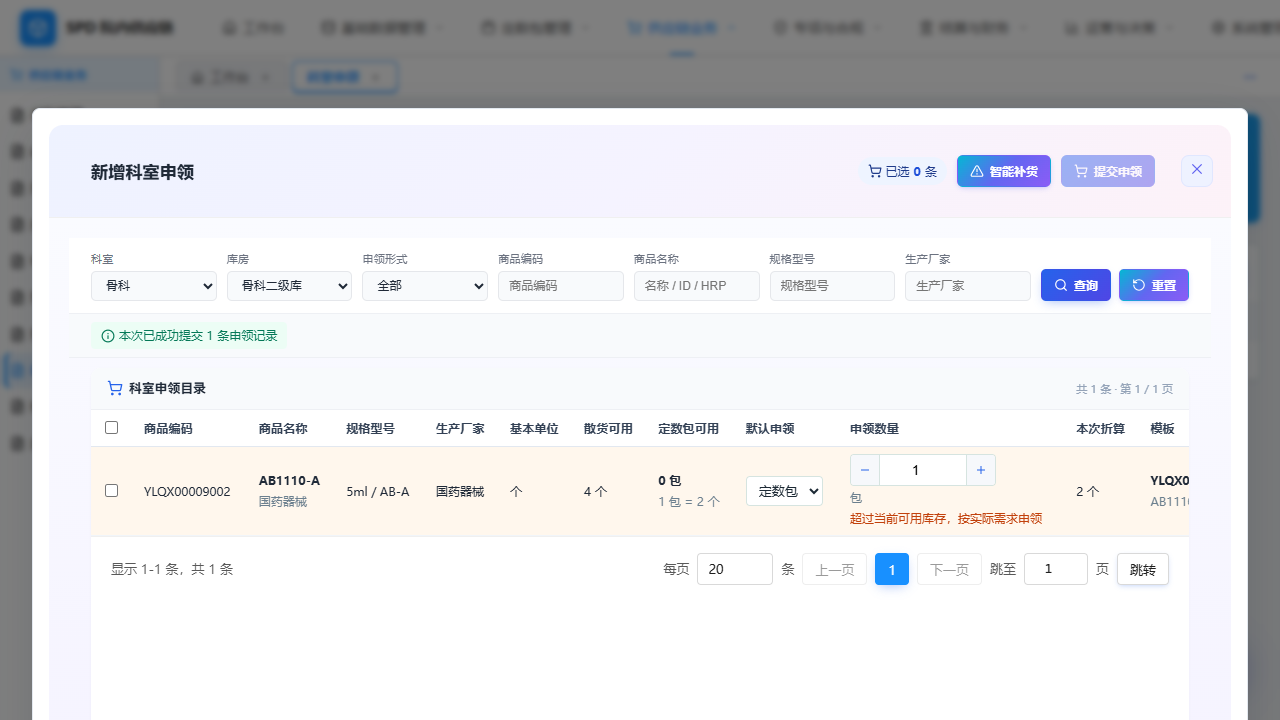 新增科室申领
已选 0 条
智能补货
提交申领
科室
库房
申领形式
商品编码
商品名称
规格型号
生产厂家
骨科
骨科二级库
全部
商品编码
名称 / ID / HRP
规格型号
生产厂家
查询
重置
本次已成功提交 1 条申领记录
科室申领目录
共 1 条 · 第 1 / 1 页
商品编码 商品名称 规格型号 生产厂家 基本单位 散货可用 定数包可用 默认申领 申领数量 本次折算 模板
YLQX00009002
AB1110-A
国药器械
5ml / AB-A
国药器械
个
4 个
0 包
1 包 = 2 个
定数包
− 1 +
包
超过当前可用库存，按实际需求申领
2 个
YLQX0
AB1110
显示 1-1 条，共 1 条
每页 20 条 上一页 1 下一页 跳至 1 页 跳转